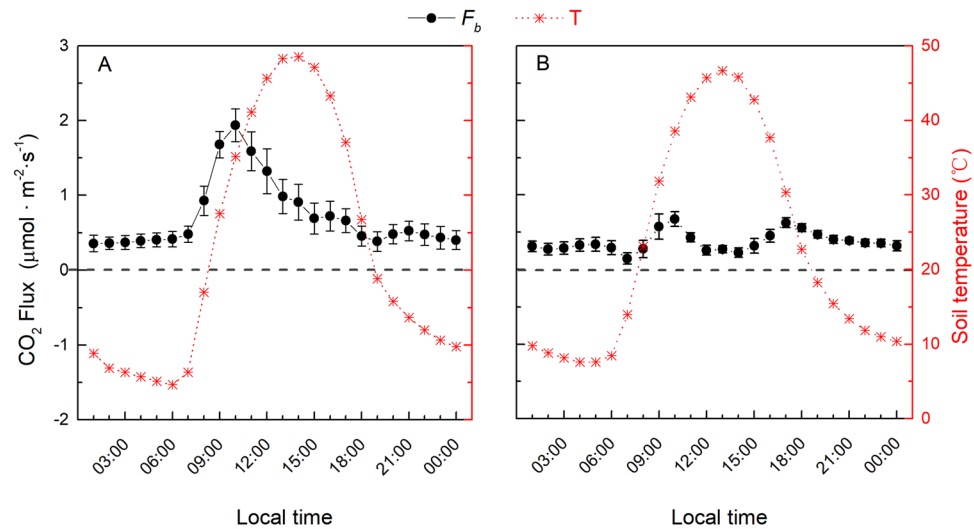 F_b T
A
B
3
2
1
0
-1
-2
CO₂ Flux (μmol · m⁻²·s⁻¹)
50
40
30
20
10
0
Soil temperature (℃)
03:00 06:00 09:00 12:00 15:00 18:00 21:00 00:00
03:00 06:00 09:00 12:00 15:00 18:00 21:00 00:00
Local time
Local time